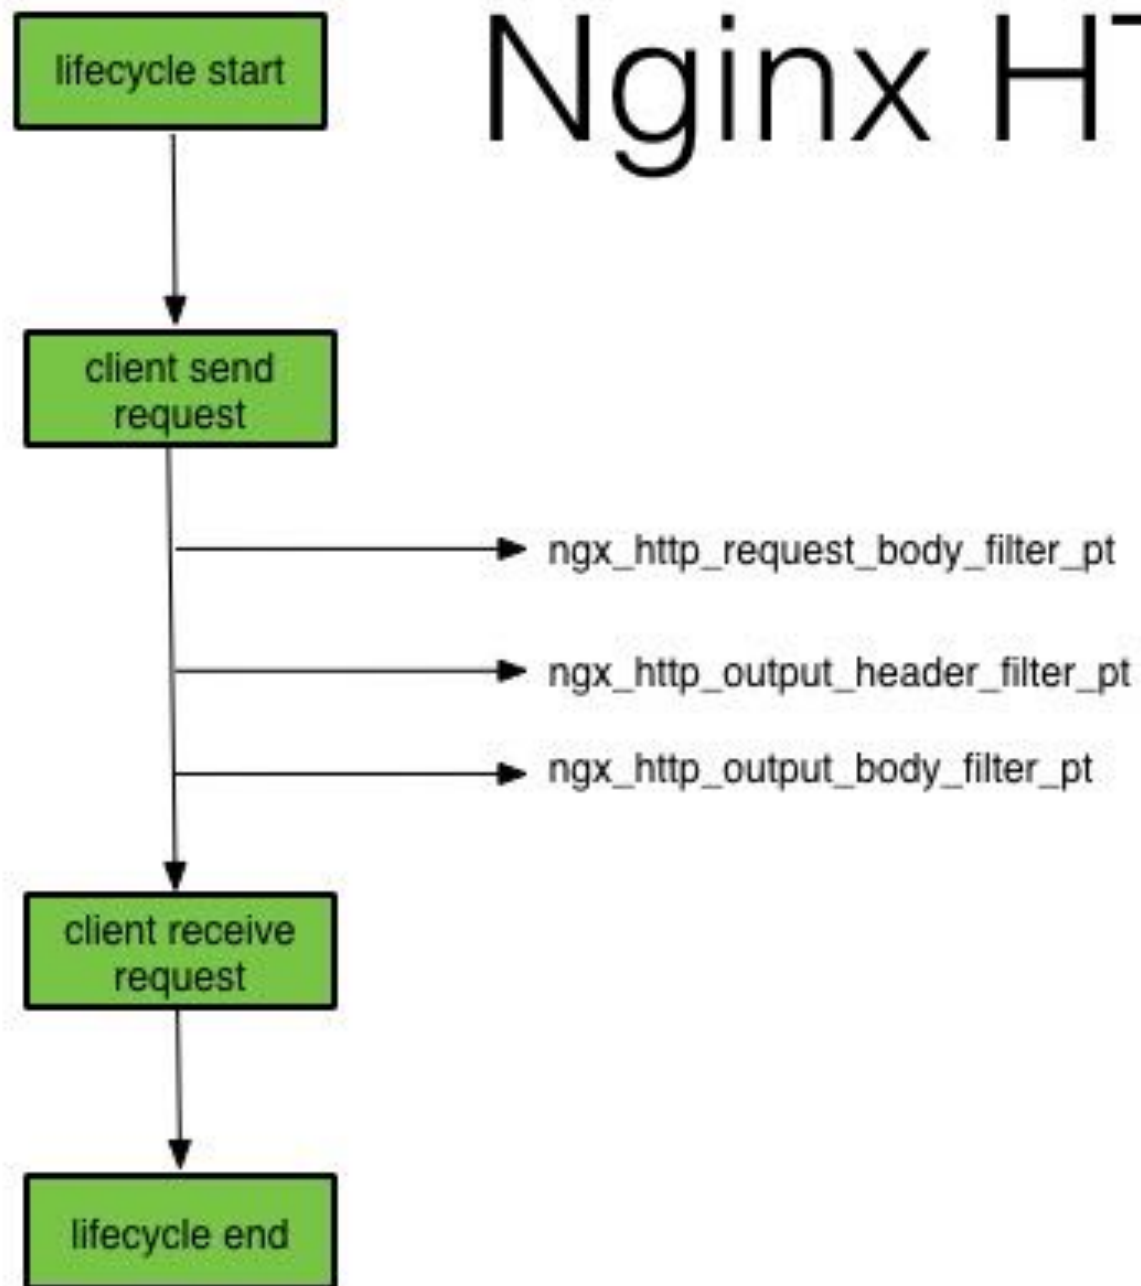 lifecycle start
Nginx H
client send
request
ngx_http_request_body_filter_pt
ngx_http_output_header_filter_pt
ngx_http_output_body_filter_pt
client receive
request
lifecycle end